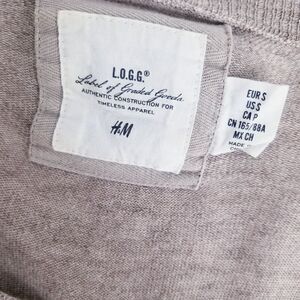 L.O.G.G.®
Label of Graded Goods.
AUTHENTIC CONSTRUCTION FOR
TIMELESS APPAREL
H&M
EUR S
US S
CA P
CN 165/88A
MX CH
MADE